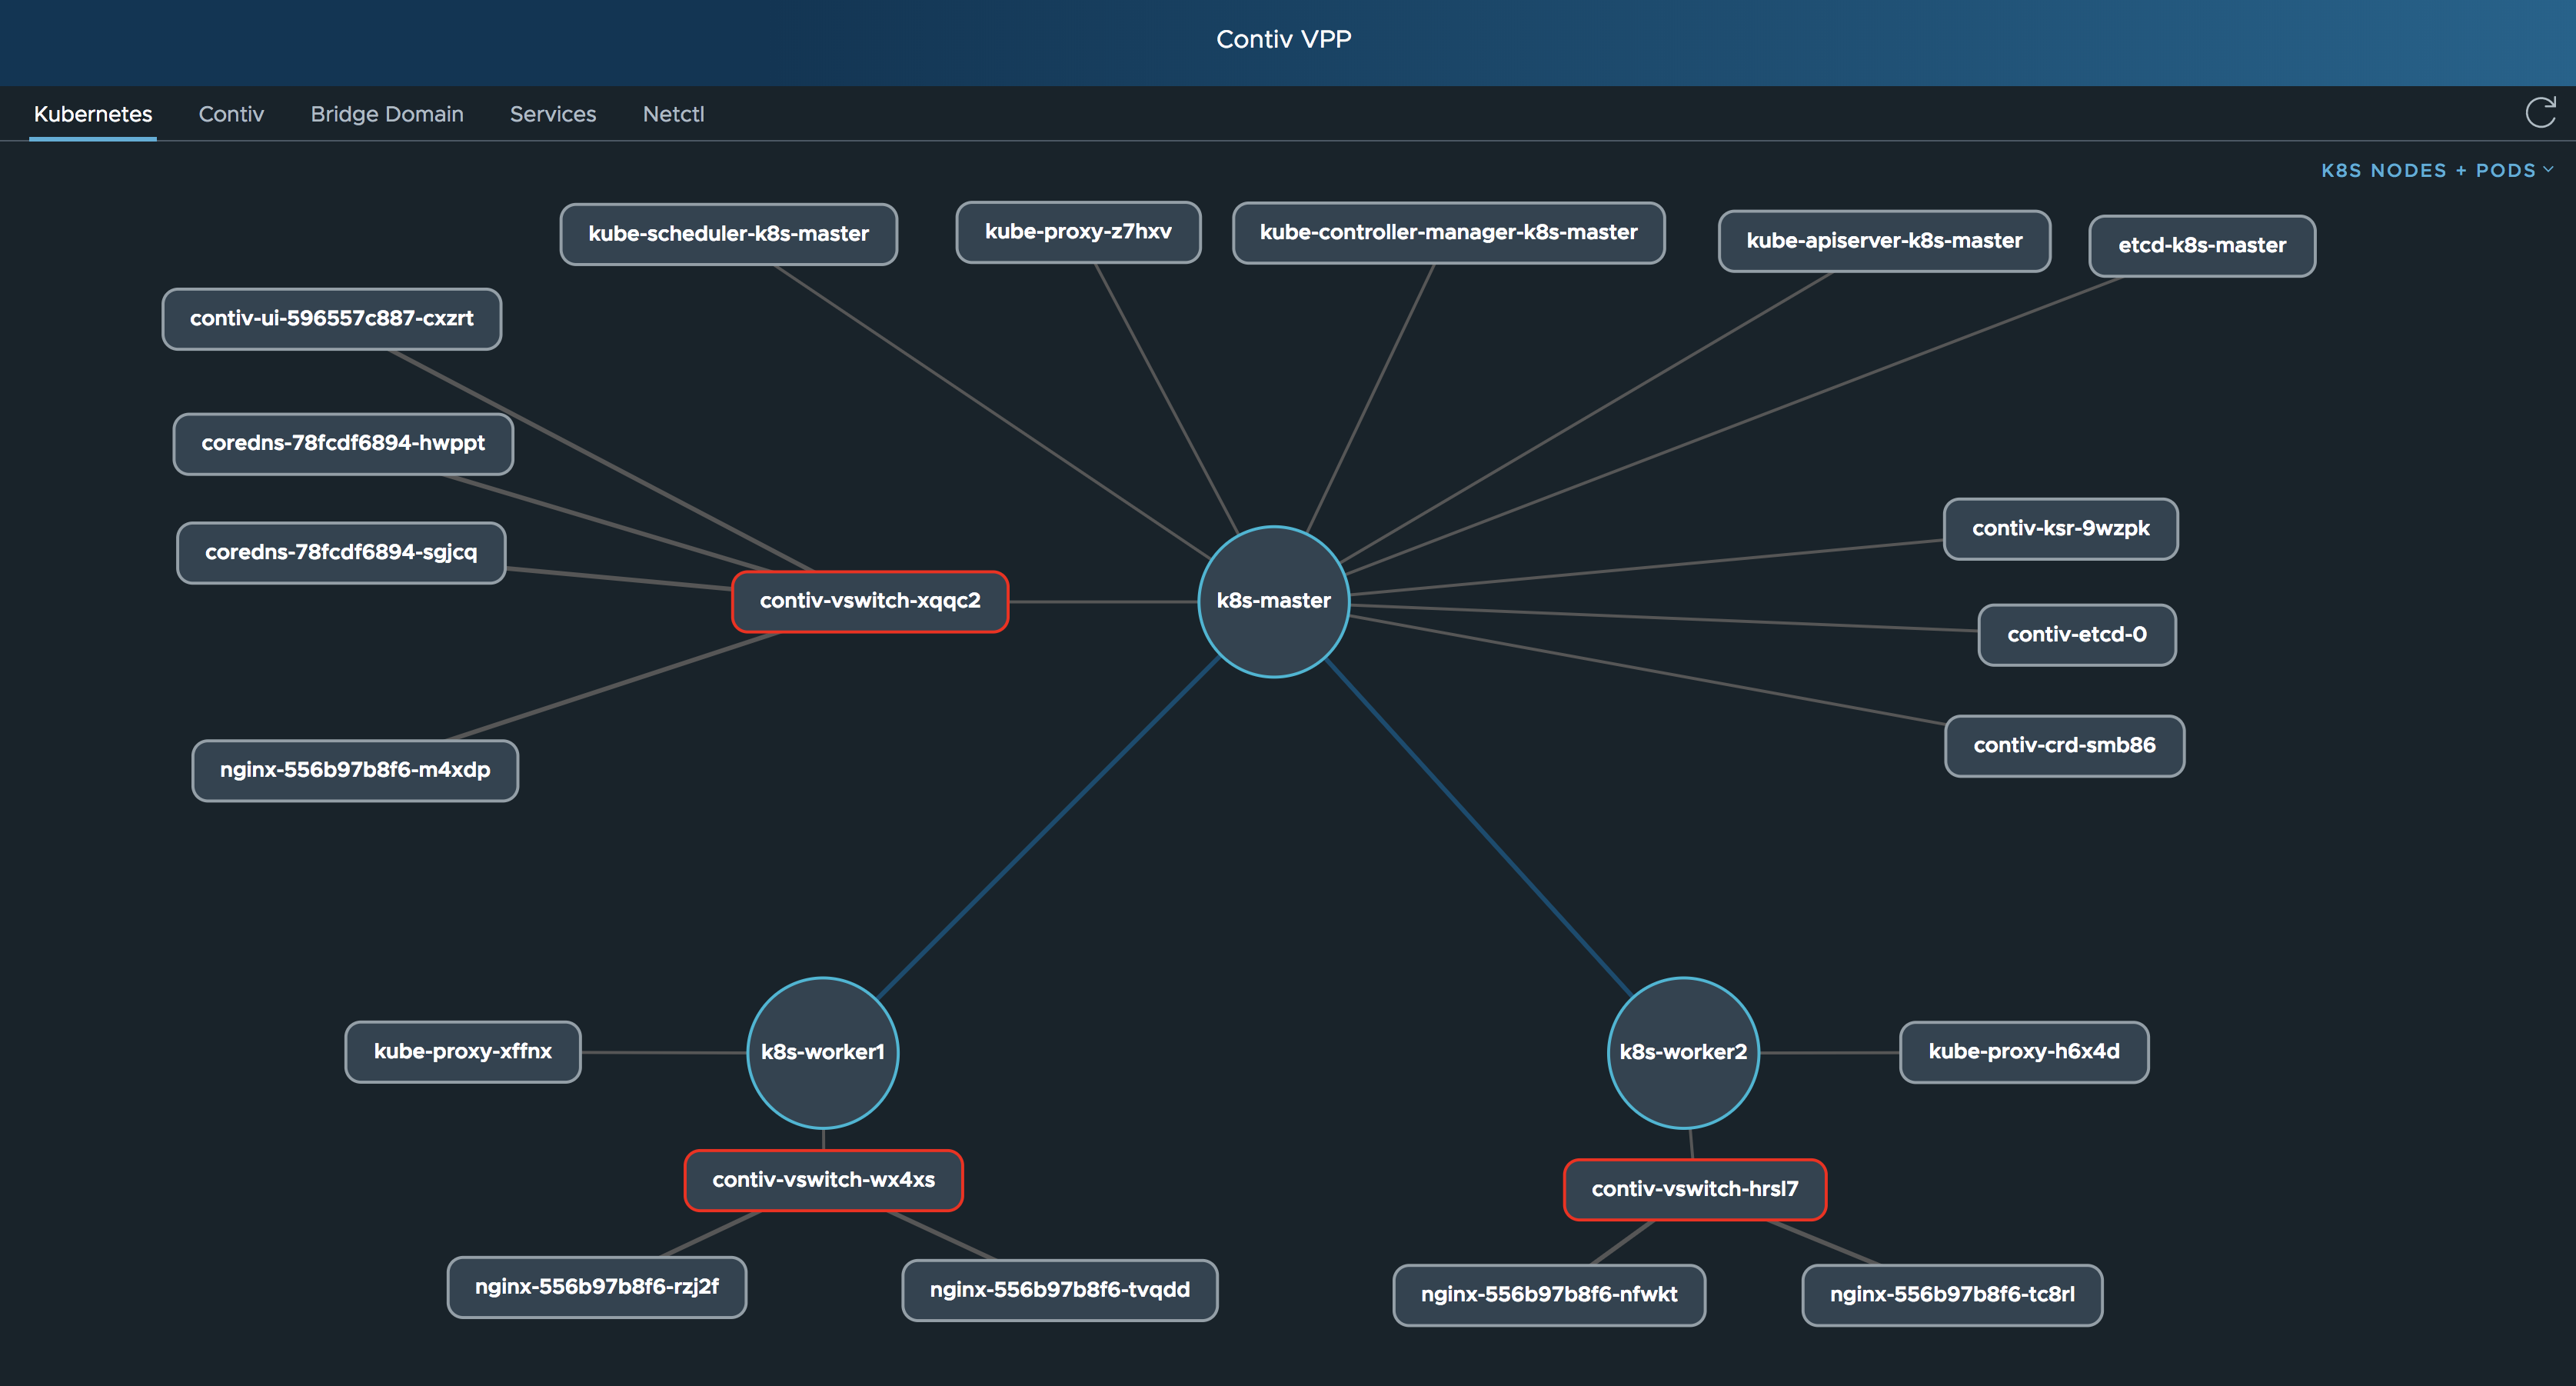 Contiv VPP
Kubernetes Contiv Bridge Domain Services Netctl
K8S NODES + PODS
kube-scheduler-k8s-master
kube-proxy-z7hxv
kube-controller-manager-k8s-master
kube-apiserver-k8s-master
etcd-k8s-master
contiv-ui-596557c887-cxzrt
coredns-78fcdf6894-hwppt
coredns-78fcdf6894-sgjcq
contiv-vswitch-xqqc2
k8s-master
contiv-ksr-9wzpk
contiv-etcd-0
contiv-crd-smb86
nginx-556b97b8f6-m4xdp
kube-proxy-xffnx
k8s-worker1
k8s-worker2
kube-proxy-h6x4d
contiv-vswitch-wx4xs
contiv-vswitch-hrsl7
nginx-556b97b8f6-rzj2f
nginx-556b97b8f6-tvqdd
nginx-556b97b8f6-nfwkt
nginx-556b97b8f6-tc8rl